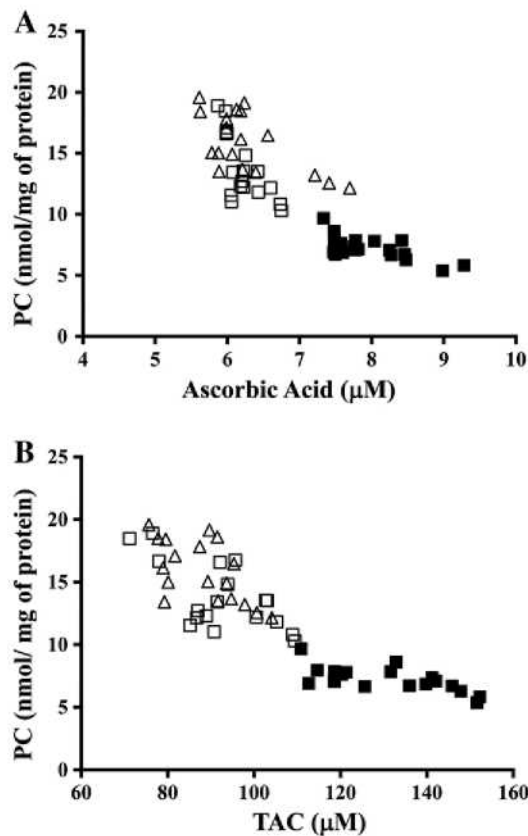 A
25
20
15
10
5
0
PC (nmol/mg of protein)
4 5 6 7 8 9 10
Ascorbic Acid (μM)
B
25
20
15
10
5
0
PC (nmol/ mg of protein)
60 80 100 120 140 160
TAC (μM)